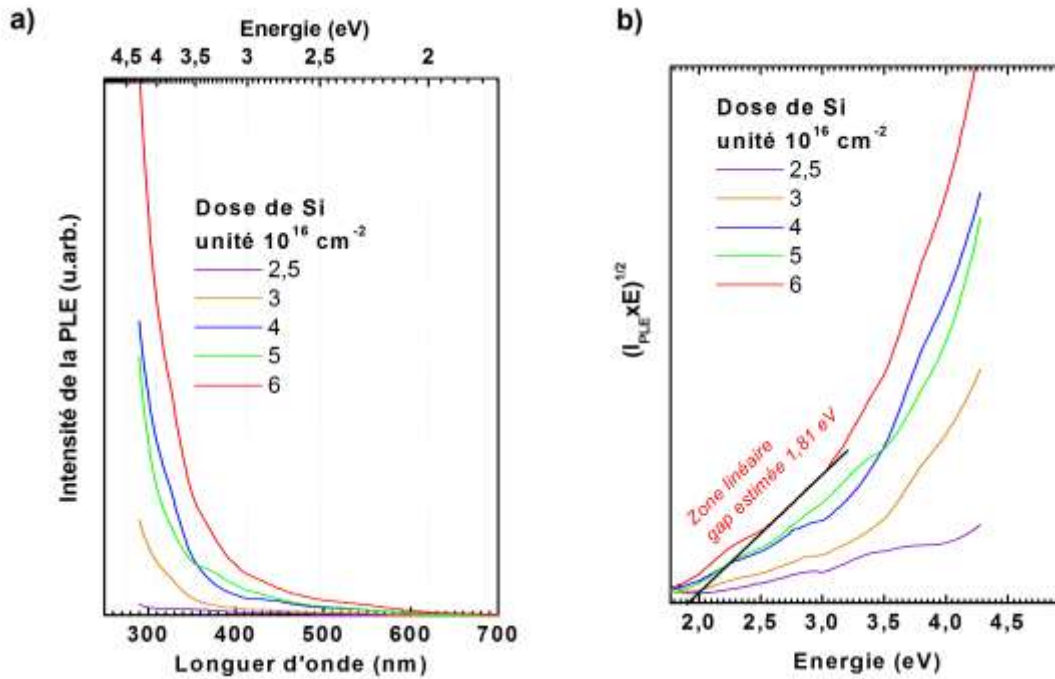 a)
Energie (eV)
4,5 4 3,5 3 2,5 2
Intensité de la PLE (u.arb.)
Dose de Si
unité 10^16 cm^-2
2,5
3
4
5
6
300 400 500 600 700
Longuer d'onde (nm)
b)
(I_PLE xE)^1/2
Dose de Si
unité 10^16 cm^-2
2,5
3
4
5
6
Zone linéaire
gap estimée 1,81 eV
2,0 2,5 3,0 3,5 4,0 4,5
Energie (eV)